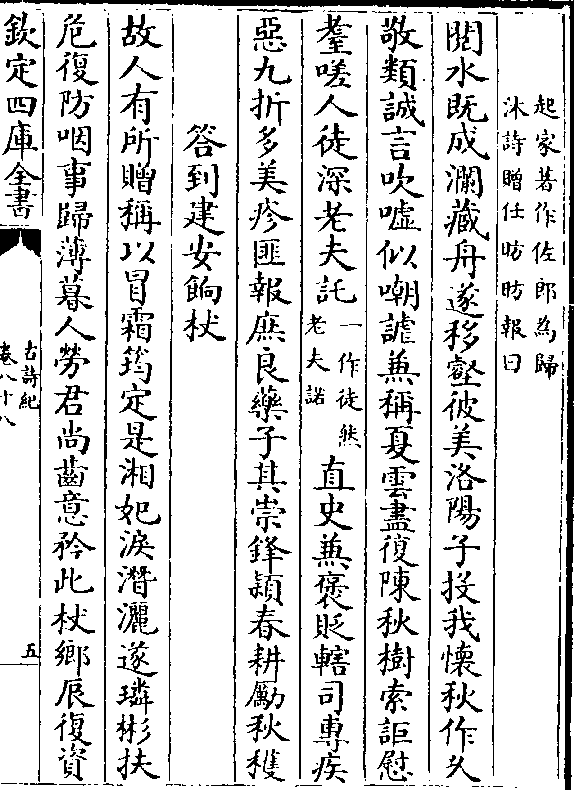 起家著作佐郎為歸
沐詩贈任昉昉報曰
閱水既成瀾藏舟遂移壑彼美洛陽子投我懷秋作久
敬類誠言吹噓似嘲謔兼稱夏雲盡復陳秋樹索詎慰
耋嗟人徒深老夫託一作徒然老夫諾直史兼褒貶轄司專疾
惡九折多美疹匪報庶良藥子其崇鋒穎春耕勵秋穫
答到建安餉杖
故人有所贈稱以冒霜筠定是湘妃淚潛灑遂璘彬扶
危復防咽事歸薄暮人勞君尚齒意矜此杖鄉辰復資
欽定四庫全書
古詩紀
卷八十八
五